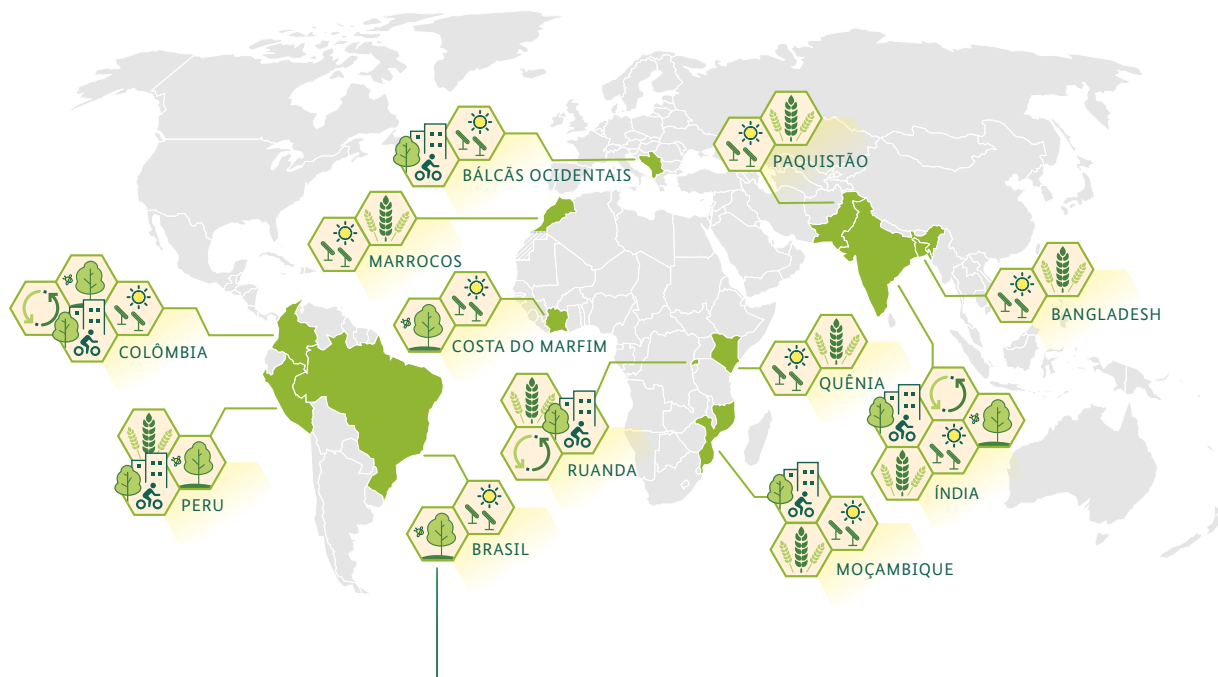 PAQUISTÃO
BÁLCÃS OCIDENTAIS
MARROCOS
BANGLADESH
COLÔMBIA
COSTA DO MARFIM
QUÊNIA
RUANDA
ÍNDIA
PERU
BRASIL
MOÇAMBIQUE